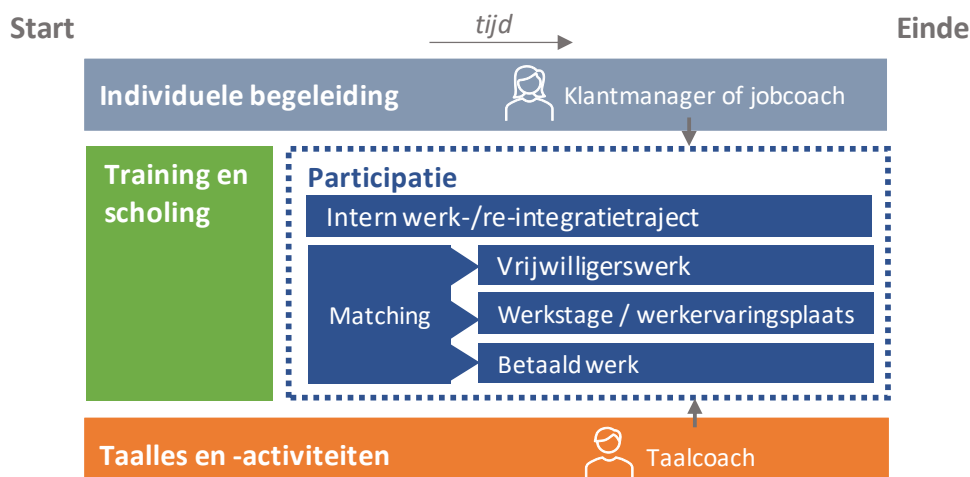 Start
tijd
Einde
Individuele begeleiding
Klantmanager of jobcoach
Training en
scholing
Participatie
Intern werk-/re-integratietraject
Matching
Vrijwilligerswerk
Werkstage / werkervaringsplaats
Betaald werk
Taalles en -activiteiten
Taalcoach